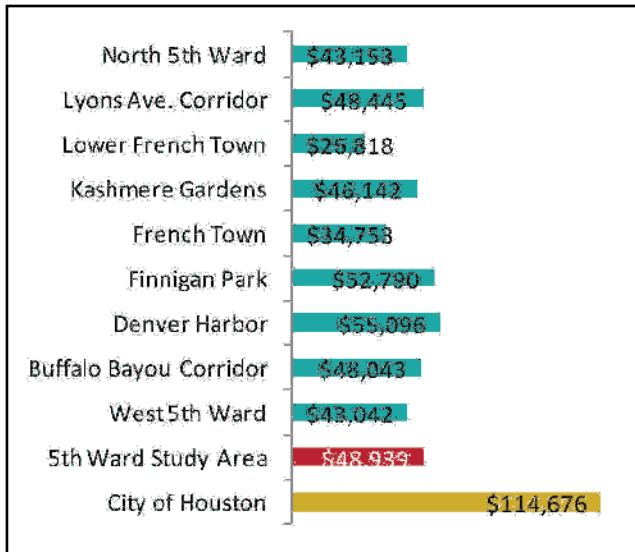 North 5th Ward $43,153
Lyons Ave. Corridor $48,445
Lower French Town $26,818
Kashmere Gardens $46,142
French Town $34,753
Finnigan Park $52,790
Denver Harbor $55,096
Buffalo Bayou Corridor $48,043
West 5th Ward $43,042
5th Ward Study Area $48,939
City of Houston $114,676